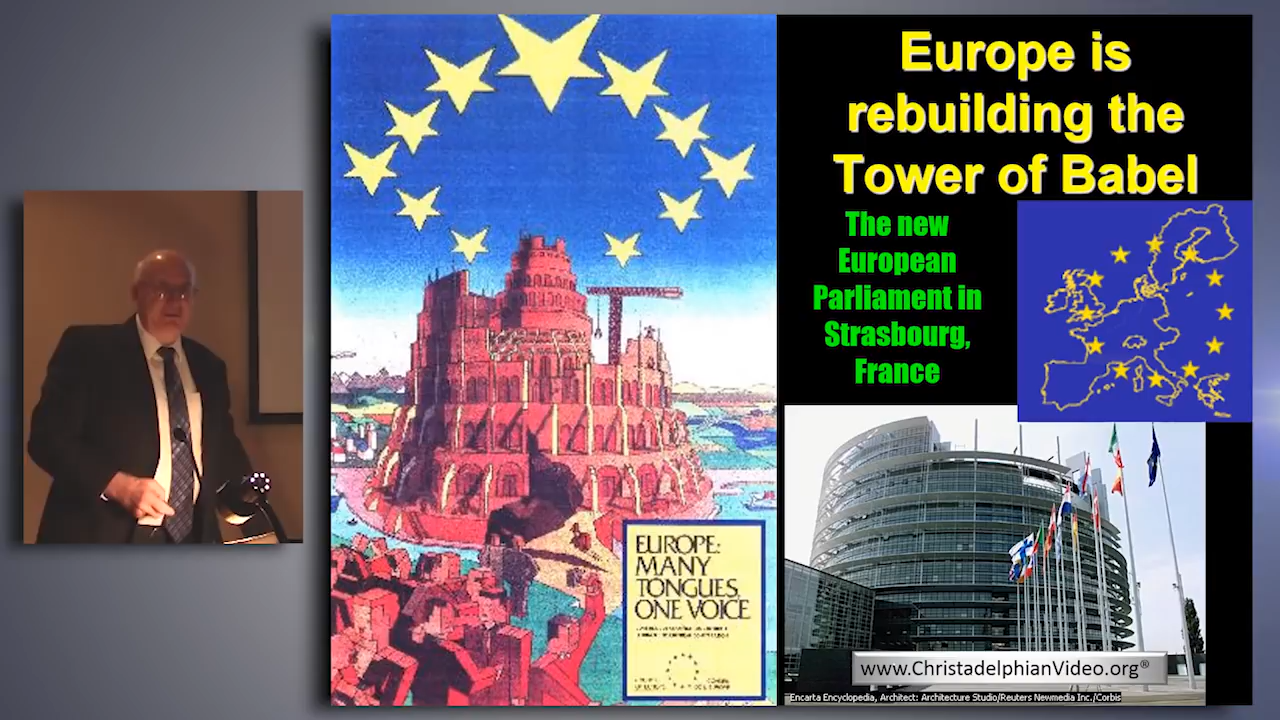 Europe is
rebuilding the
Tower of Babel
The new
European
Parliament in
Strasbourg,
France
EUROPE:
MANY
TONGUES,
ONE VOICE
www.ChristadelphianVideo.org®
Encarta Encyclopedia, Architect: Architecture Studio/Reuters Newmedia Inc./Corbis